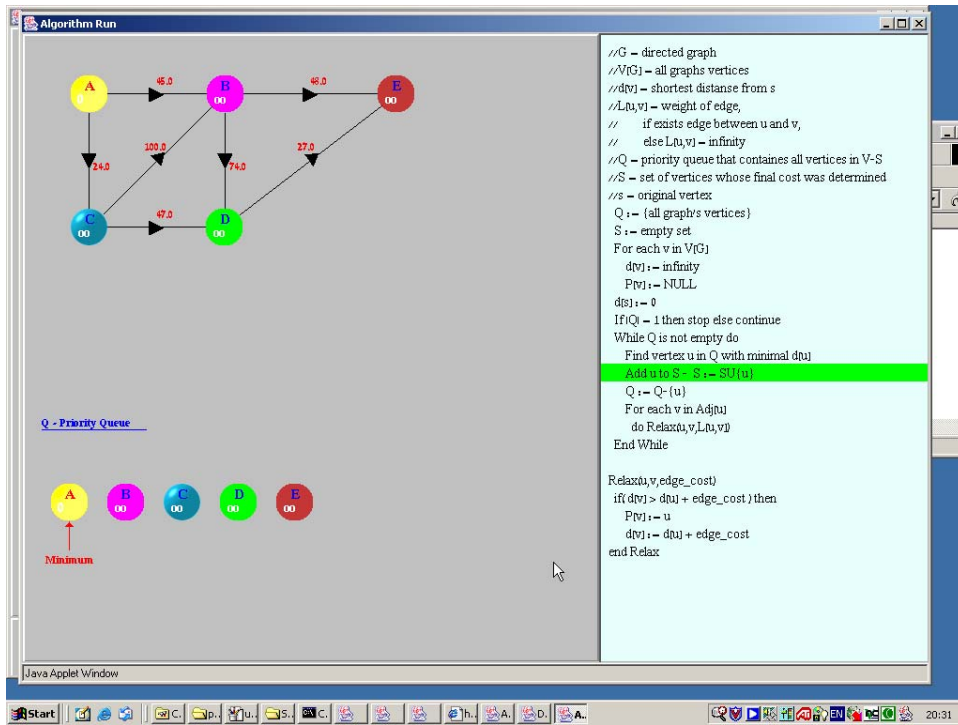 Algorithm Run
A
0
45.0
B
00
48.0
E
00
24.0
100.0
74.0
27.0
C
00
47.0
D
00
Q - Priority Queue
A B C D E
0 00 00 00 00
Minimum
//G – directed graph
//V[G] – all graphs vertices
//d[v] – shortest distanse from s
//L[u,v] – weight of edge,
// if exists edge between u and v,
// else L[u,v] – infinity
//Q – priority queue that containes all vertices in V-S
//S – set of vertices whose final cost was determined
//s – original vertex
Q := {all graph's vertices}
S := empty set
For each v in V[G]
d[v] := infinity
P[v] := NULL
d[s] := 0
If |Q| = 1 then stop else continue
While Q is not empty do
Find vertex u in Q with minimal d[u]
Add u to S - S := SU{u}
Q := Q-{u}
For each v in Adj[u]
do Relax(u,v,L[u,v])
End While
Relax(u,v,edge_cost)
if( d[v] > d[u] + edge_cost ) then
P[v] := u
d[v] := d[u] + edge_cost
end Relax
Java Applet Window
Start C. p.. u.. S.. C. h.. A. D. A.. EN 20:31